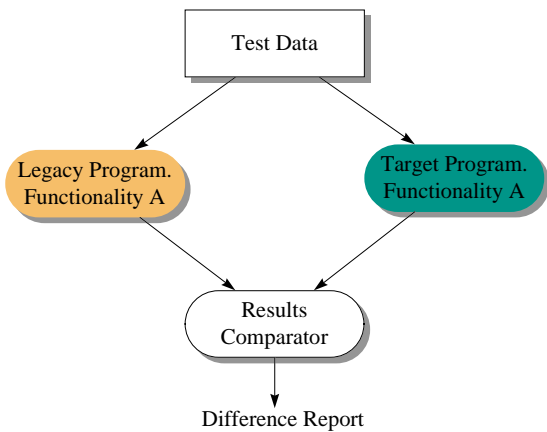 Test Data
Legacy Program.
Functionality A
Target Program.
Functionality A
Results
Comparator
Difference Report